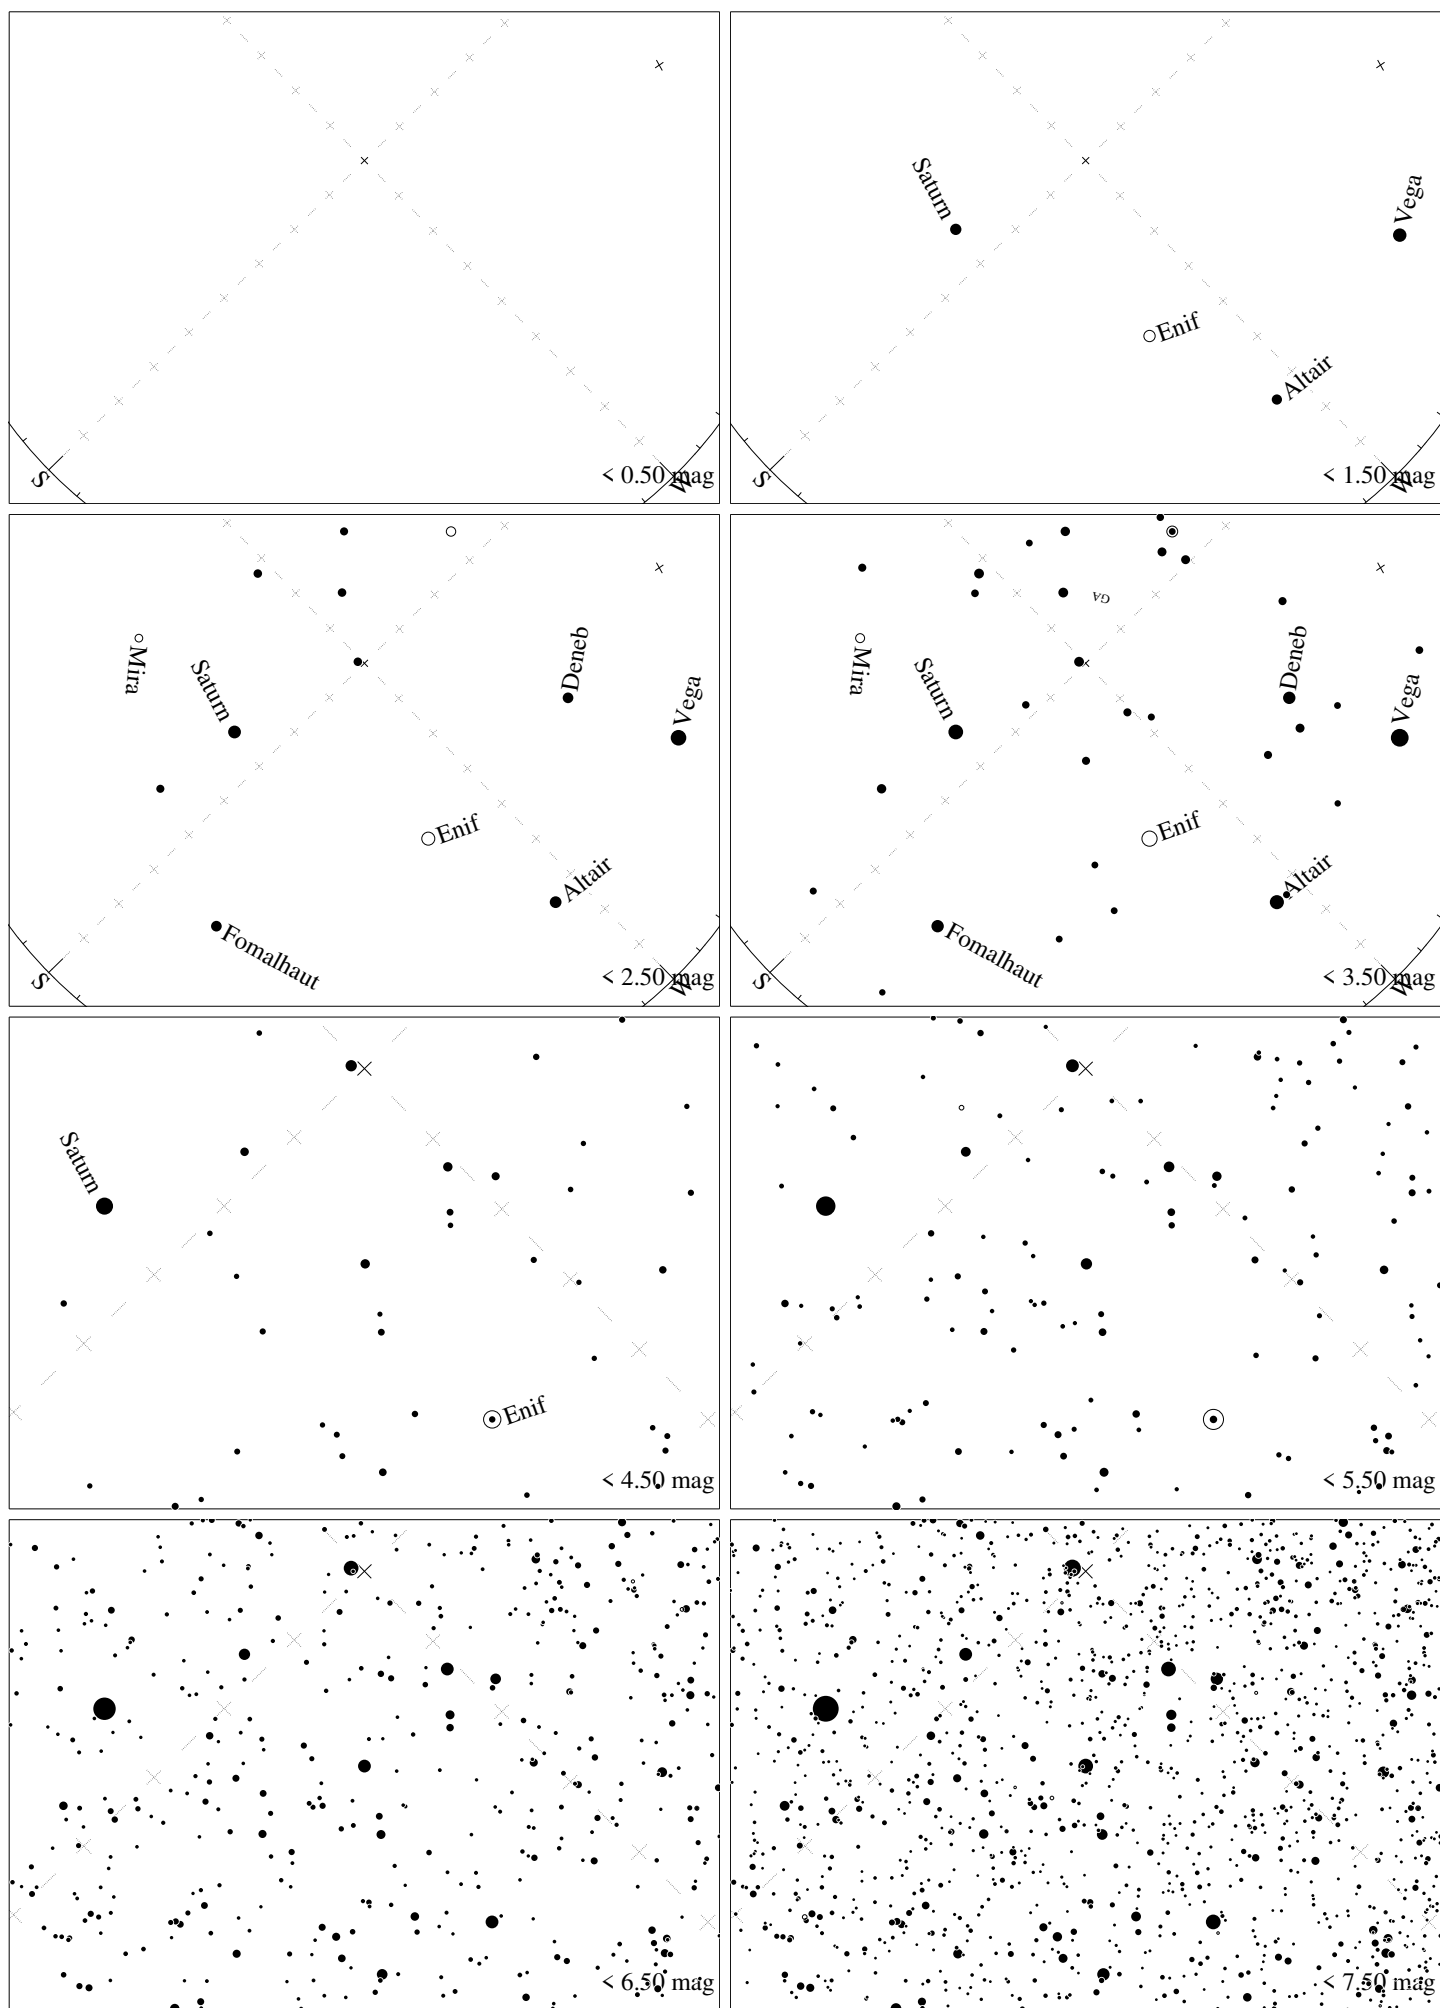 S
W
< 0.50 mag
Saturn
Vega
Enif
Altair
S
W
< 1.50 mag
Mira
Saturn
Deneb
Vega
Enif
Altair
Fomalhaut
S
W
< 2.50 mag
GA
Mira
Saturn
Deneb
Vega
Enif
Altair
Fomalhaut
S
W
< 3.50 mag
Saturn
Enif
< 4.50 mag
< 5.50 mag
< 6.50 mag
< 7.50 mag